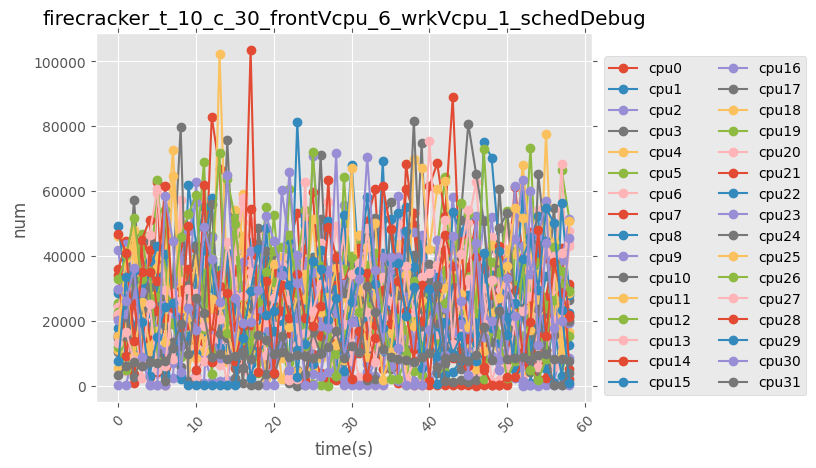 firecracker_t_10_c_30_frontVcpu_6_wrkVcpu_1_schedDebug
100000
80000
60000
40000
20000
0
num
0
10
20
30
40
50
60
time(s)
cpu0
cpu1
cpu2
cpu3
cpu4
cpu5
cpu6
cpu7
cpu8
cpu9
cpu10
cpu11
cpu12
cpu13
cpu14
cpu15
cpu16
cpu17
cpu18
cpu19
cpu20
cpu21
cpu22
cpu23
cpu24
cpu25
cpu26
cpu27
cpu28
cpu29
cpu30
cpu31